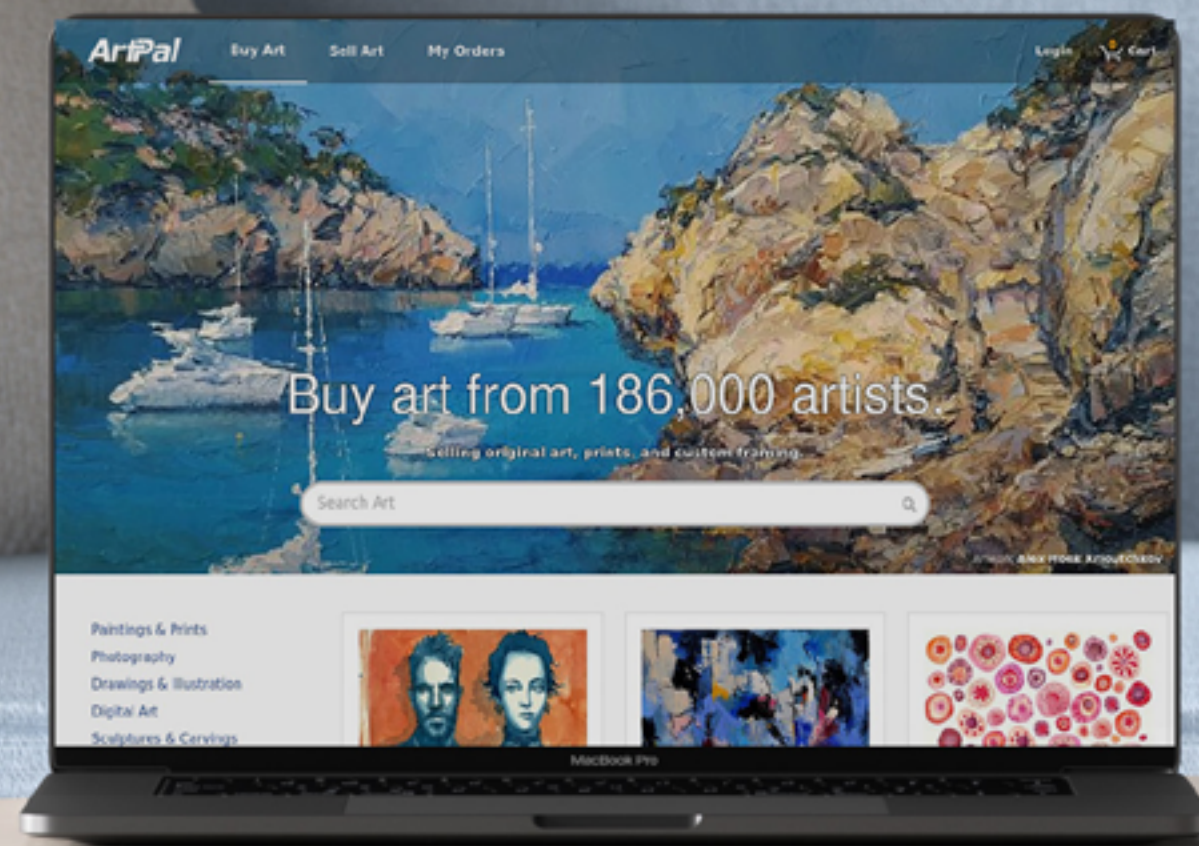 ArtPal
Buy Art
Sell Art
My Orders
Login
Cart
Buy art from 186,000 artists.
Selling original art, prints, and custom framing.
Search Art
Paintings & Prints
Photography
Drawings & Illustration
Digital Art
Sculptures & Carvings
MacBook Pro